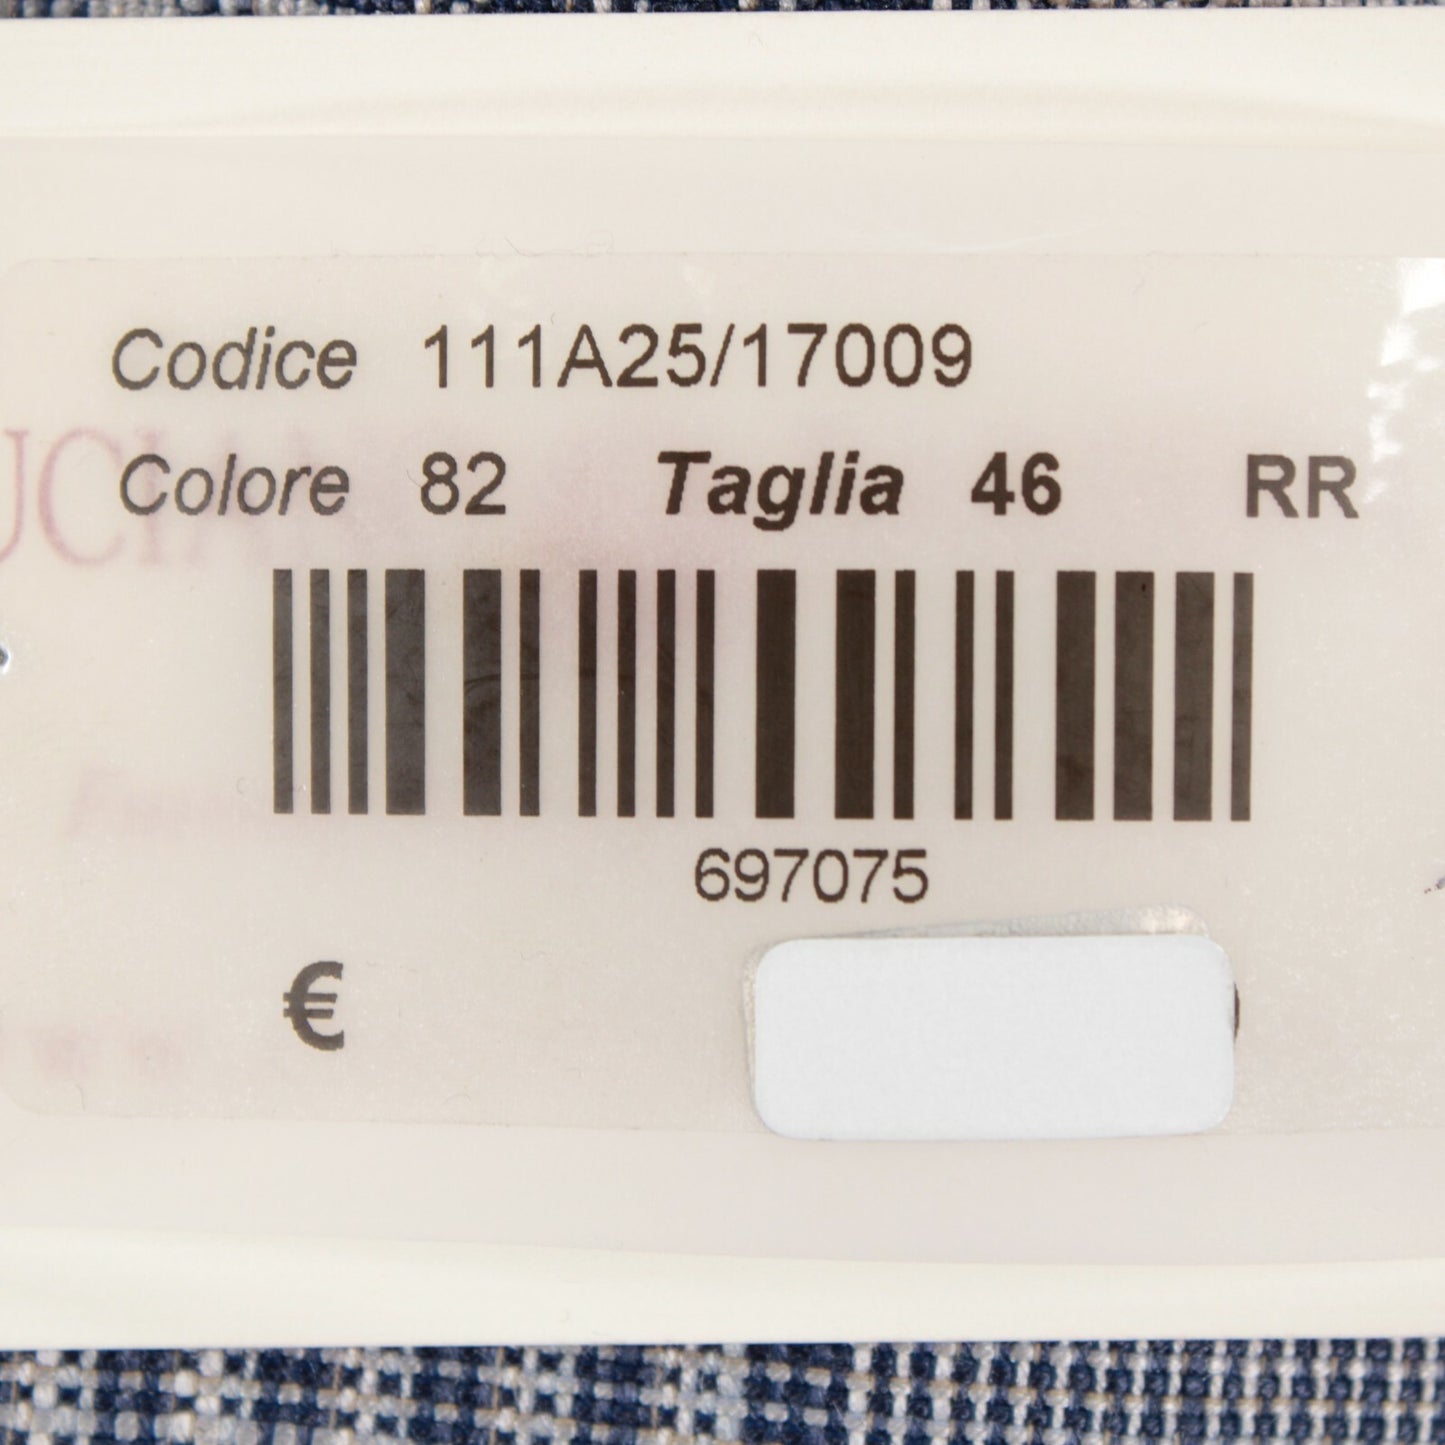 Codice 111A25/17009
Colore 82 Taglia 46 RR
697075
€